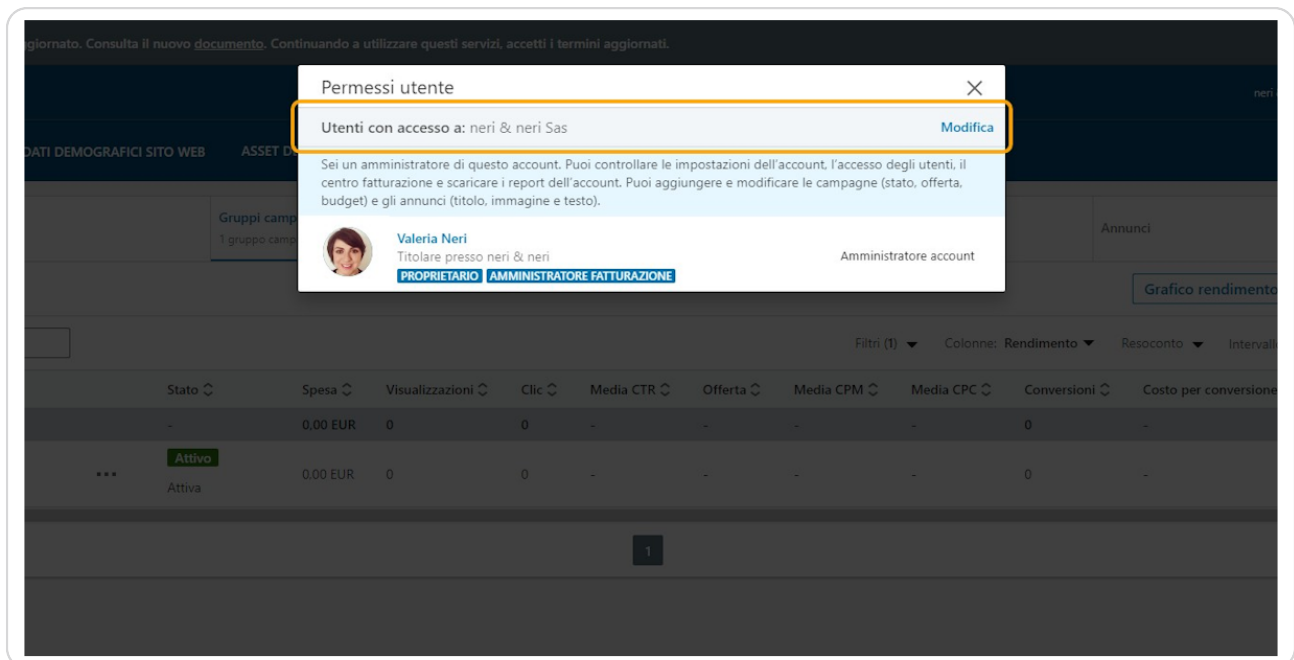 ggiornato. Consulta il nuovo documento. Continuando a utilizzare questi servizi, accetti i termini aggiornati.
Permessi utente
neri
Utenti con accesso a: neri & neri Sas Modifica
DATI DEMOGRAFICI SITO WEB ASSET D
Sei un amministratore di questo account. Puoi controllare le impostazioni dell'account, l'accesso degli utenti, il
centro fatturazione e scaricare i report dell'account. Puoi aggiungere e modificare le campagne (stato, offerta,
budget) e gli annunci (titolo, immagine e testo).
Gruppi camp
1 gruppo camp
Annunci
Valeria Neri
Titolare presso neri & neri
Amministratore account
PROPRIETARIO AMMINISTRATORE FATTURAZIONE
Grafico rendimento
Filtri (1) Colonne: Rendimento Resoconto Intervall
Stato Spesa Visualizzazioni Clic Media CTR Offerta Media CPM Media CPC Conversioni Costo per conversione
- 0,00 EUR 0 0 - - - - 0 -
Attivo
... 0,00 EUR 0 0 - - - - 0 -
Attiva
1